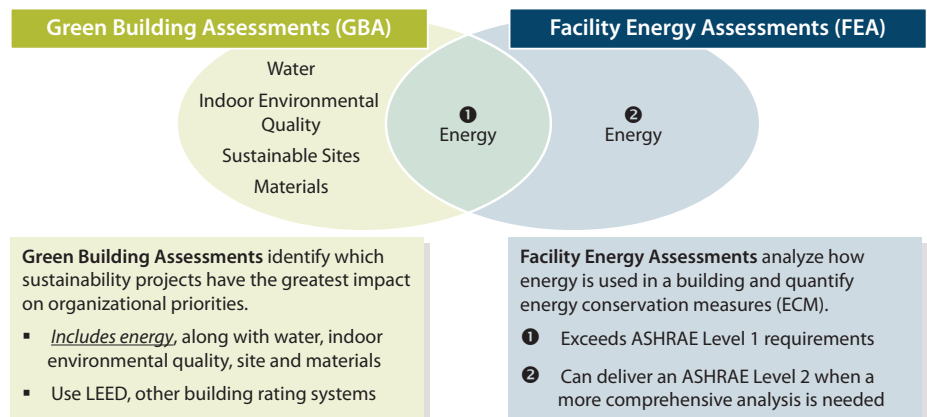 Green Building Assessments (GBA)
Facility Energy Assessments (FEA)
Water
Indoor Environmental
Quality
Sustainable Sites
Materials
❶
Energy
❷
Energy
Green Building Assessments identify which
sustainability projects have the greatest impact
on organizational priorities.
▪ Includes energy, along with water, indoor
environmental quality, site and materials
▪ Use LEED, other building rating systems
Facility Energy Assessments analyze how
energy is used in a building and quantify
energy conservation measures (ECM).
❶ Exceeds ASHRAE Level 1 requirements
❷ Can deliver an ASHRAE Level 2 when a
more comprehensive analysis is needed